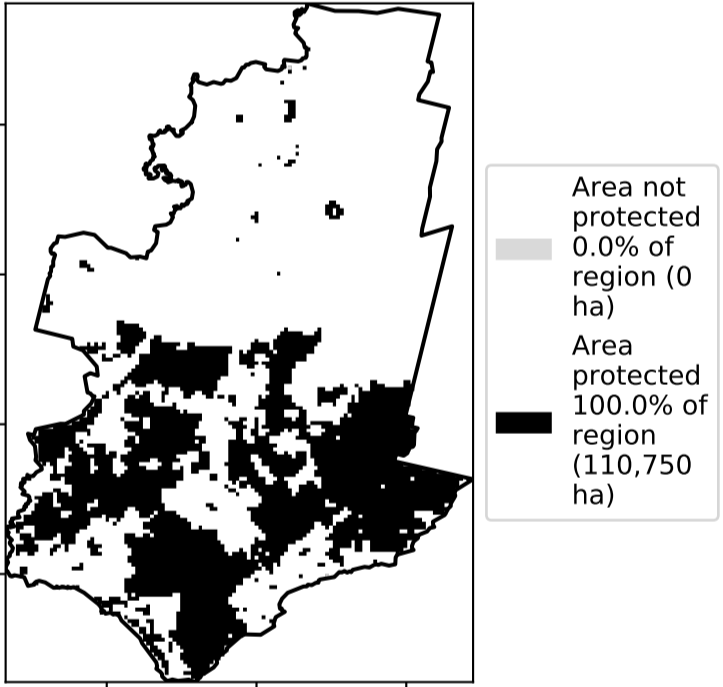 Area not
protected
0.0% of
region (0
ha)
Area
protected
100.0% of
region
(110,750
ha)